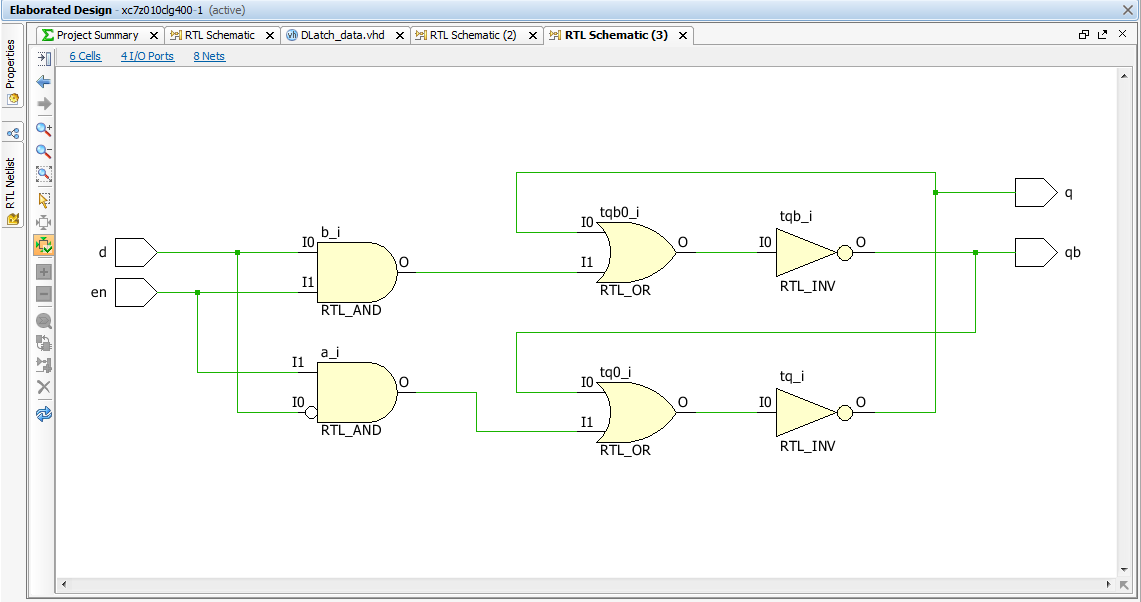 Elaborated Design - xc7z010clg400-1 (active)
Project Summary
RTL Schematic
DLatch_data.vhd
RTL Schematic (2)
RTL Schematic (3)
6 Cells
4 I/O Ports
8 Nets
Properties
RTL Netlist
d
en
I0
I1
b_i
O
RTL_AND
I1
I0
a_i
O
RTL_AND
I0
I1
tqb0_i
O
RTL_OR
I0
tqb_i
O
RTL_INV
I0
I1
tq0_i
O
RTL_OR
I0
tq_i
O
RTL_INV
q
qb